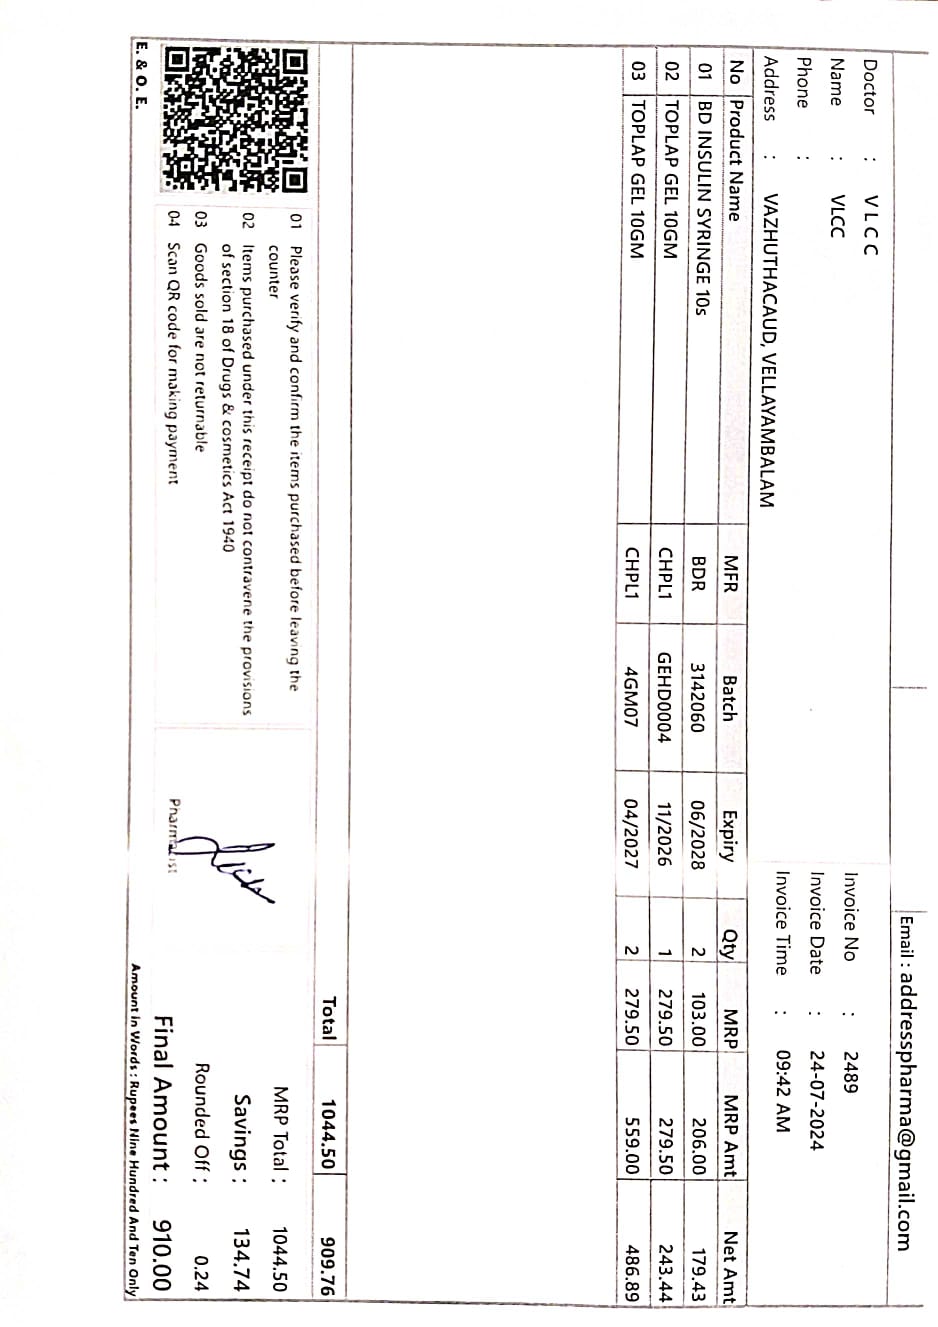 Email : addresspharma@gmail.com
Doctor : VLCC
Name : VLCC
Phone :
Address : VAZHUTHACAUD, VELLAYAMBALAM
Invoice No : 2489
Invoice Date : 24-07-2024
Invoice Time : 09:42 AM
No Product Name MFR Batch Expiry Qty MRP MRP Amt Net Amt
01 BD INSULIN SYRINGE 10s BDR 3142060 06/2028 2 103.00 206.00 179.43
02 TOPLAP GEL 10GM CHPL1 GEHD0004 11/2026 1 279.50 279.50 243.44
03 TOPLAP GEL 10GM CHPL1 4GM07 04/2027 2 279.50 559.00 486.89
Total 1044.50 909.76
01 Please verify and confirm the items purchased before leaving the
counter
02 Items purchased under this receipt do not contravene the provisions
of section 18 of Drugs & cosmetics Act 1940
03 Goods sold are not returnable
04 Scan QR code for making payment
Pharmacist
MRP Total : 1044.50
Savings : 134.74
Rounded Off : 0.24
Final Amount : 910.00
E. & O. E.
Amount in Words : Rupees Nine Hundred And Ten Only